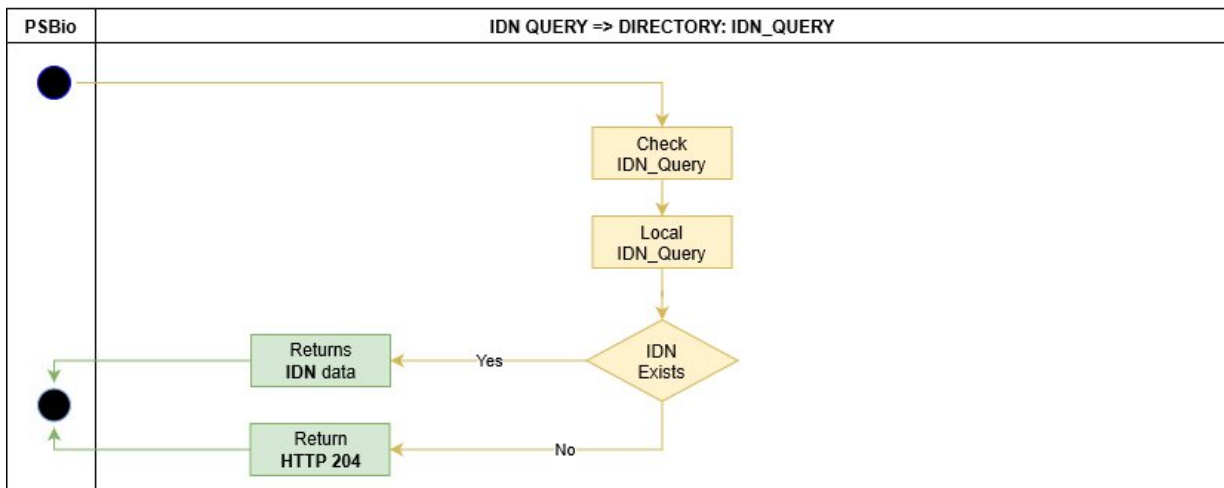 PSBio
IDN QUERY => DIRECTORY: IDN_QUERY
Check
IDN_Query
Local
IDN_Query
IDN
Exists
Yes
Returns
IDN data
No
Return
HTTP 204